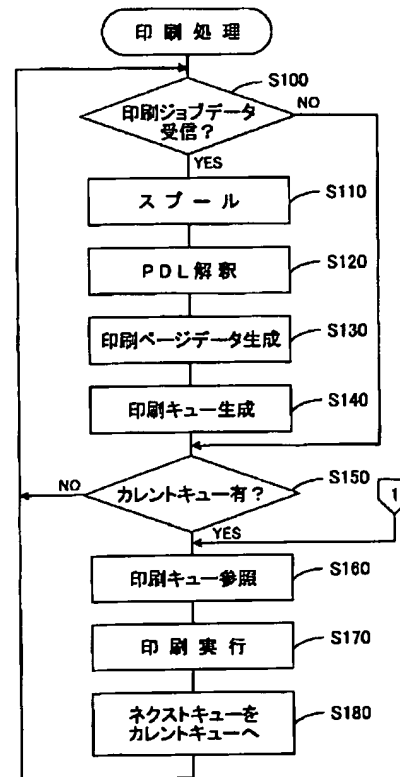 印刷処理
S100
印刷ジョブデータ
受信?
NO
YES
スプール
S110
PDL解釈
S120
印刷ページデータ生成
S130
印刷キュー生成
S140
カレントキュー有?
S150
NO
1
YES
印刷キュー参照
S160
印刷実行
S170
ネクストキューを
カレントキューへ
S180